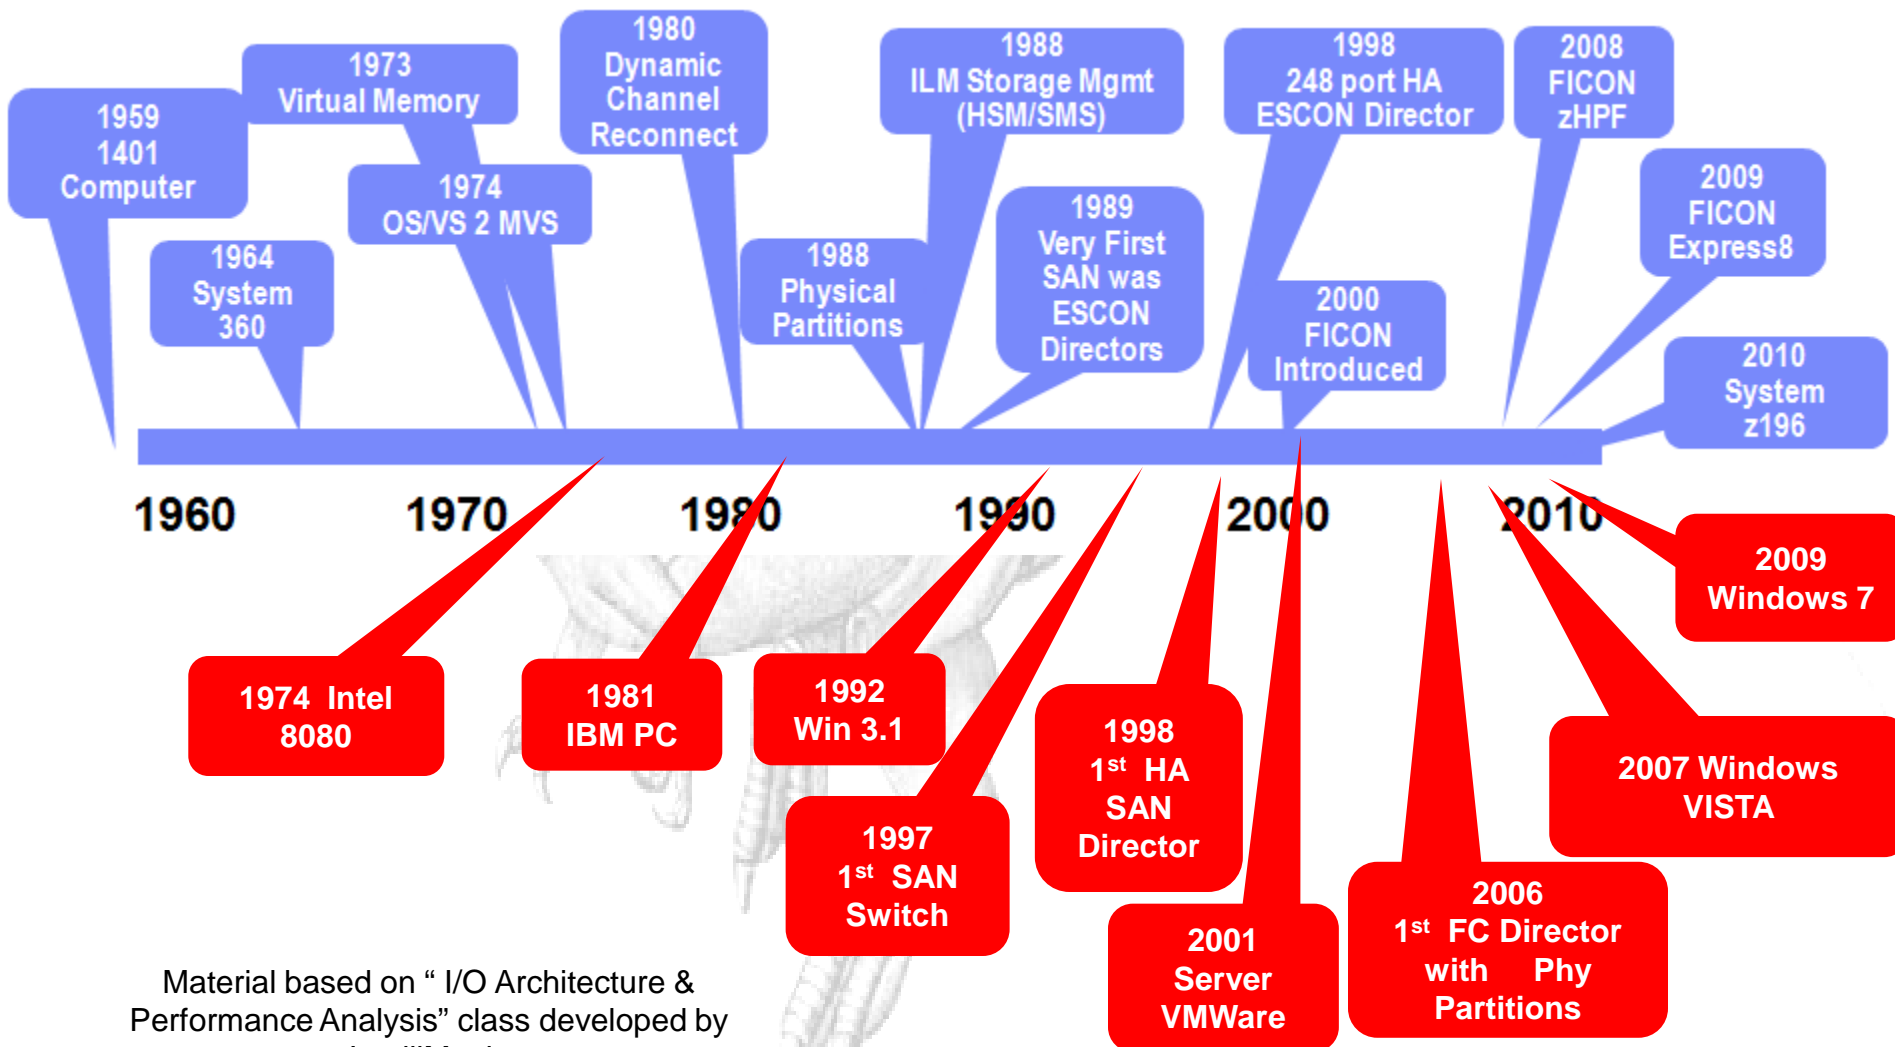 1959
1401
Computer
1964
System
360
1973
Virtual Memory
1974
OS/VS 2 MVS
1980
Dynamic
Channel
Reconnect
1988
Physical
Partitions
1988
ILM Storage Mgmt
(HSM/SMS)
1989
Very First
SAN was
ESCON
Directors
1998
248 port HA
ESCON Director
2000
FICON
Introduced
2008
FICON
zHPF
2009
FICON
Express8
2010
System
z196
1960 1970 1980 1990 2000 2010
1974 Intel
8080
1981
IBM PC
1992
Win 3.1
1997
1st SAN
Switch
1998
1st HA
SAN
Director
2001
Server
VMWare
2006
1st FC Director
with Phy
Partitions
2007 Windows
VISTA
2009
Windows 7
Material based on “ I/O Architecture &
Performance Analysis” class developed by